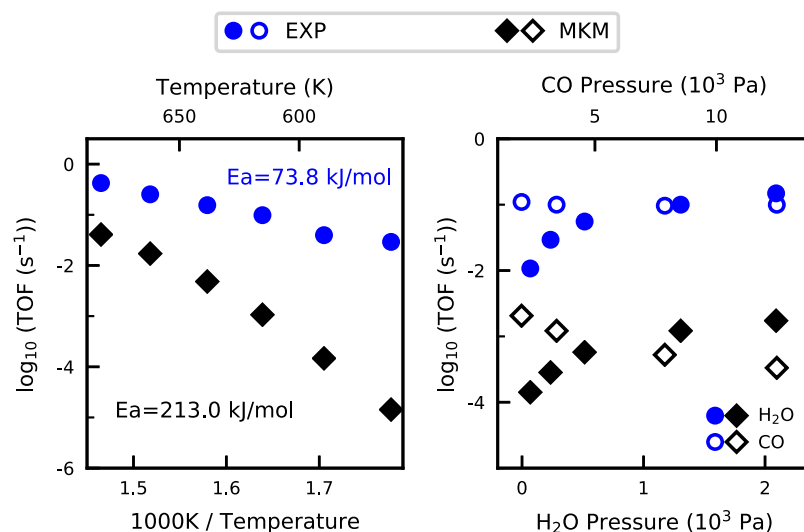 EXP MKM
Temperature (K)
650 600
0
-2
-4
-6
log₁₀ (TOF (s⁻¹))
Ea=73.8 kJ/mol
Ea=213.0 kJ/mol
1.5 1.6 1.7
1000K / Temperature
CO Pressure (10³ Pa)
5 10
0
-2
-4
log₁₀ (TOF (s⁻¹))
H₂O
CO
0 1 2
H₂O Pressure (10³ Pa)